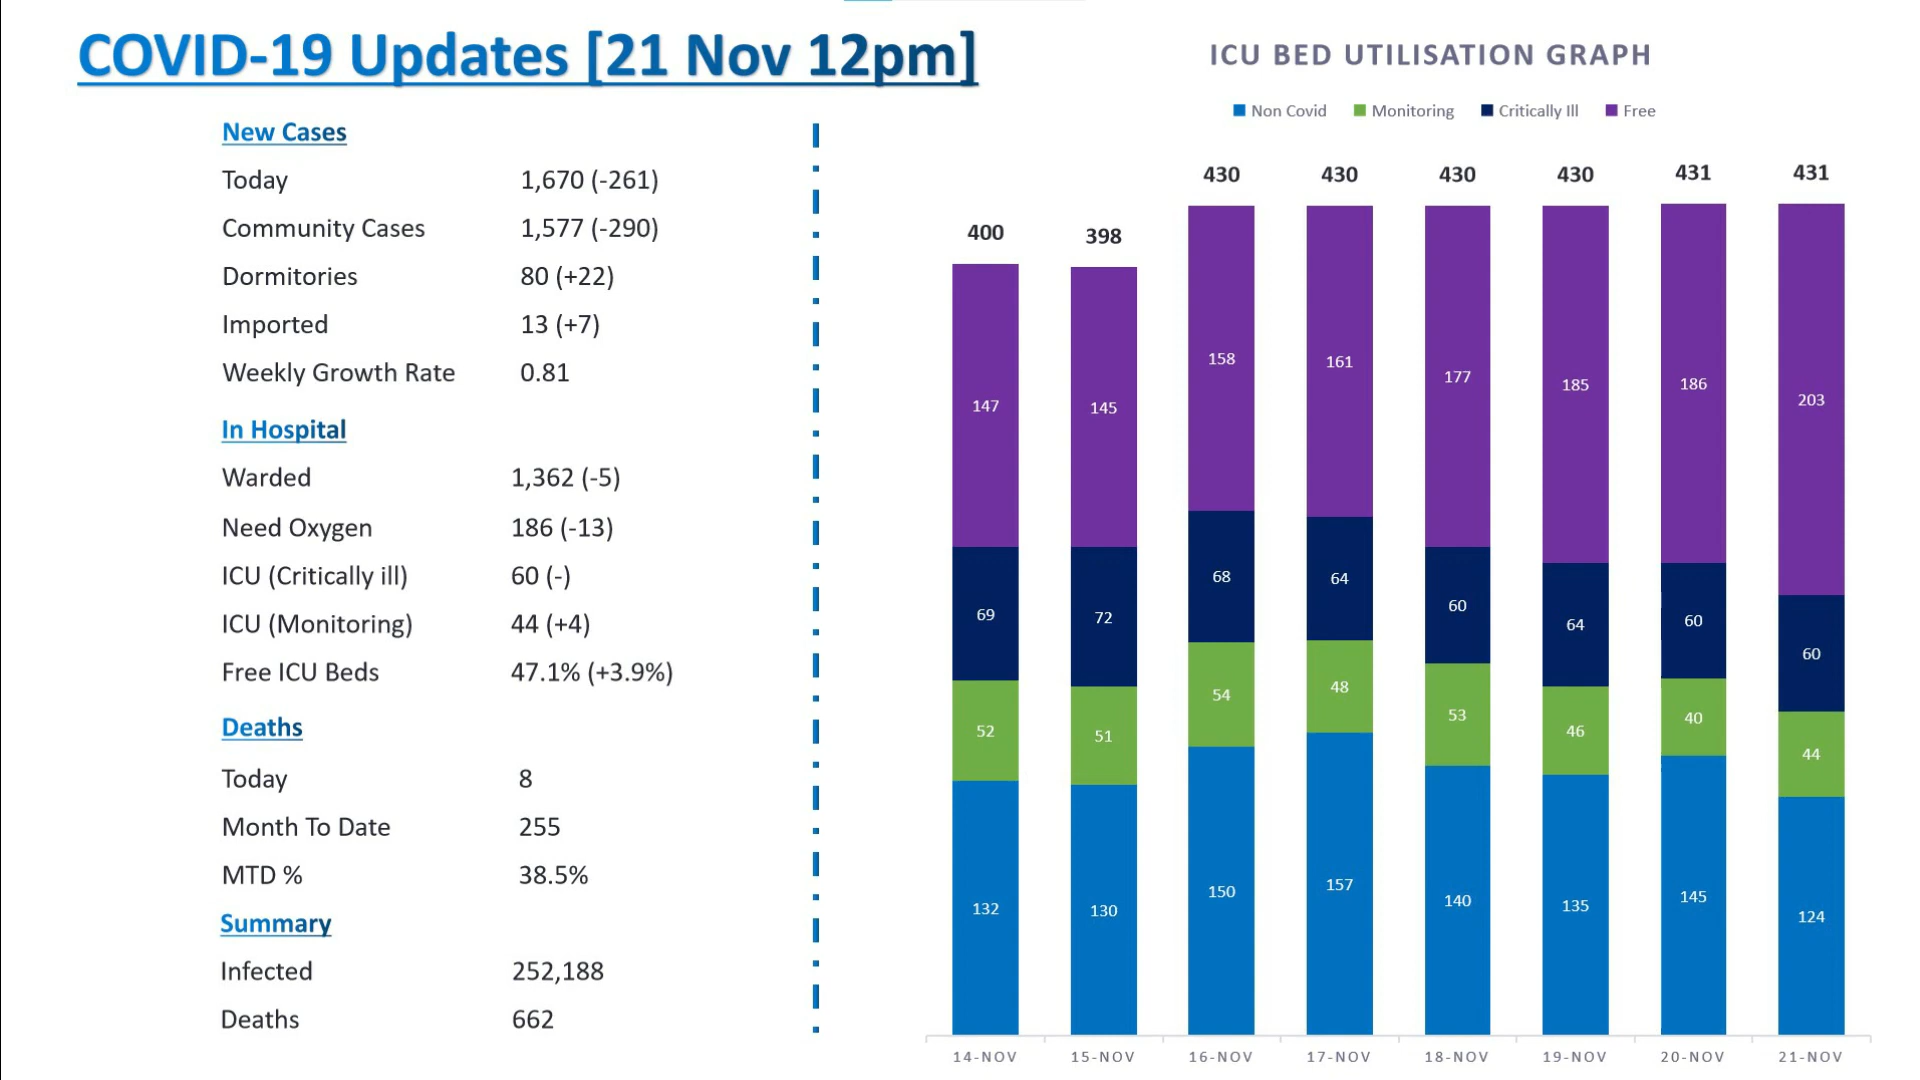 COVID-19 Updates [21 Nov 12pm]
New Cases
Today 1,670 (-261)
Community Cases 1,577 (-290)
Dormitories 80 (+22)
Imported 13 (+7)
Weekly Growth Rate 0.81
In Hospital
Warded 1,362 (-5)
Need Oxygen 186 (-13)
ICU (Critically ill) 60 (-)
ICU (Monitoring) 44 (+4)
Free ICU Beds 47.1% (+3.9%)
Deaths
Today 8
Month To Date 255
MTD % 38.5%
Summary
Infected 252,188
Deaths 662
ICU BED UTILISATION GRAPH
Non Covid Monitoring Critically Ill Free
400 398 430 430 430 430 431 431
147 145 158 161 177 185 186 203
69 72 68 64 60 64 60 60
52 51 54 48 53 46 40 44
132 130 150 157 140 135 145 124
14-NOV 15-NOV 16-NOV 17-NOV 18-NOV 19-NOV 20-NOV 21-NOV